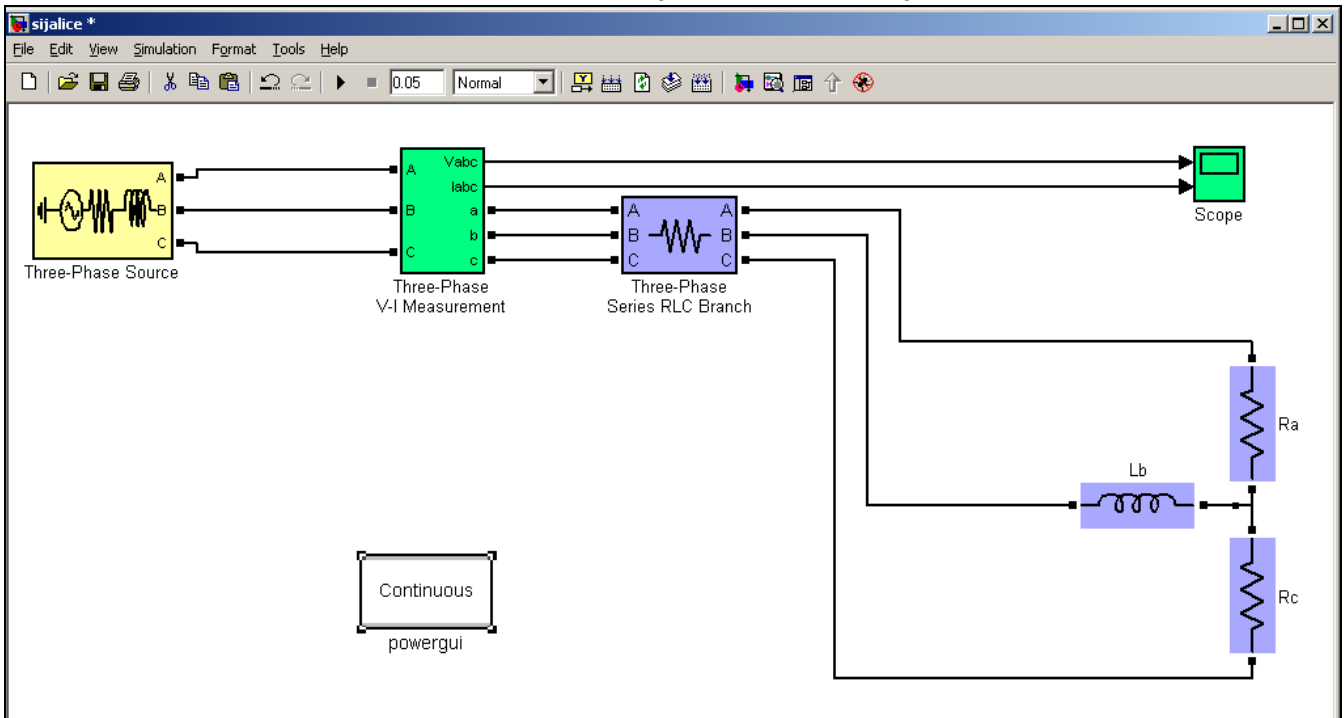 sijalice *
File Edit View Simulation Format Tools Help
0.05 Normal
A
B
C
Three-Phase Source
A
B
C
Vabc
Iabc
a
b
c
Three-Phase
V-I Measurement
A
B
C
A
B
C
Three-Phase
Series RLC Branch
Scope
Ra
Lb
Rc
Continuous
powergui